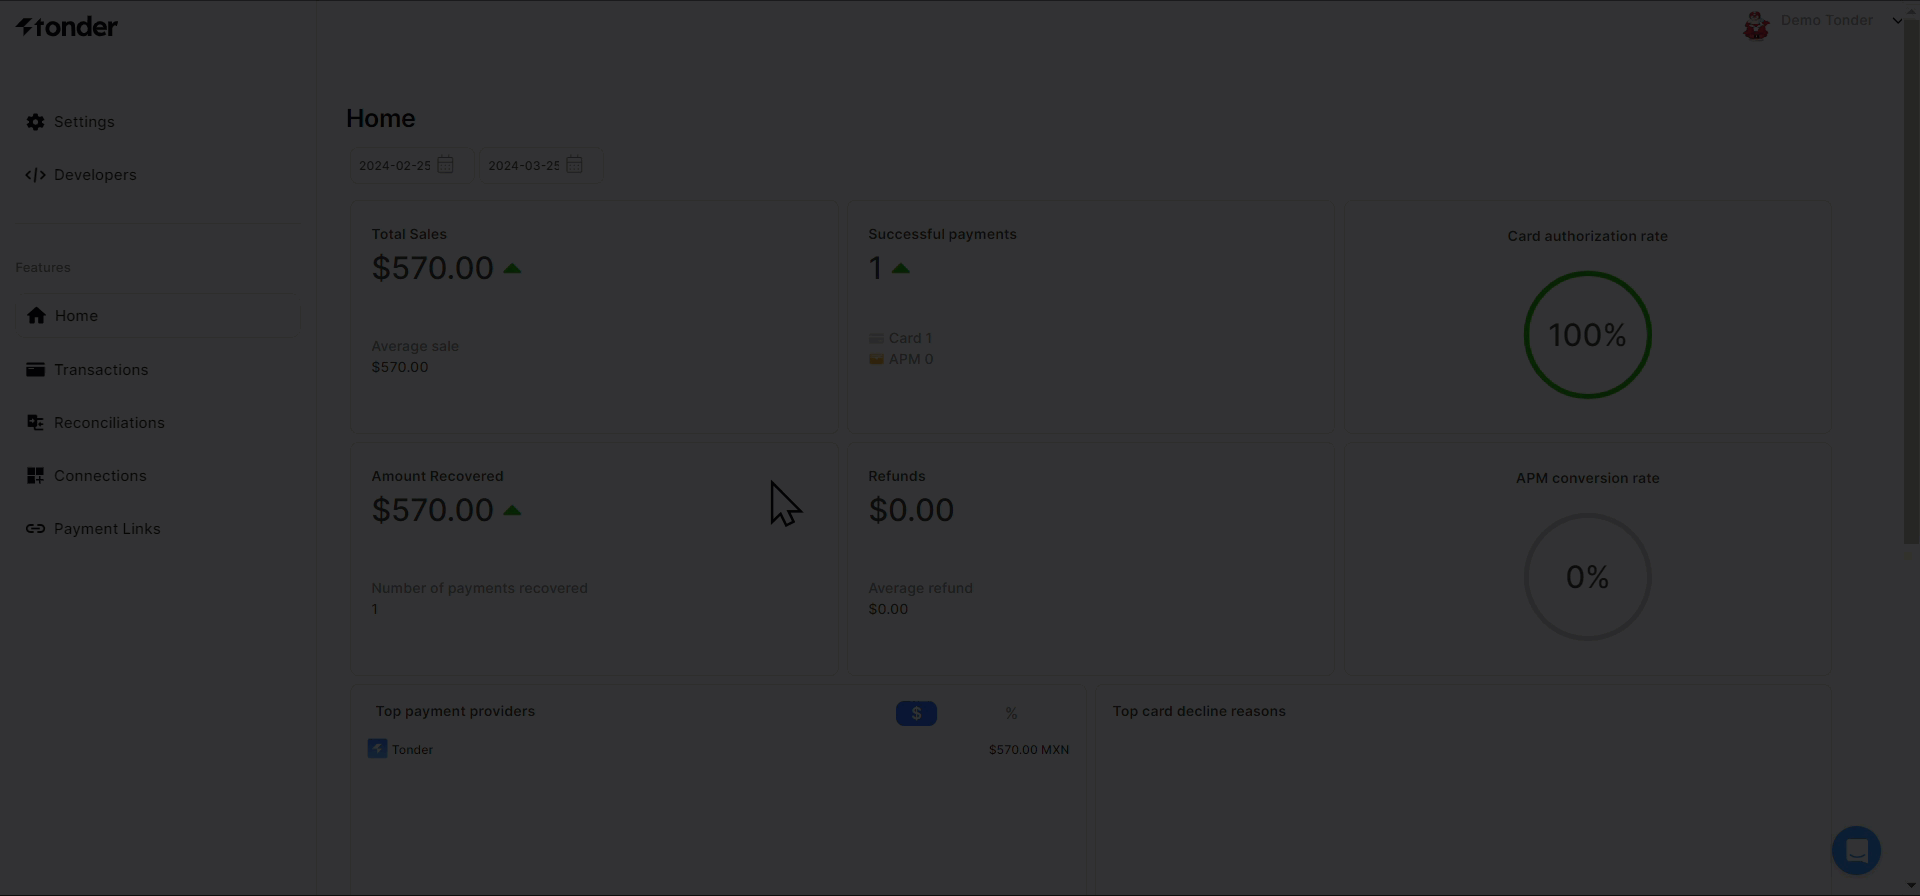 tonder
Demo Tonder
Settings
Developers
Features
Home
Transactions
Reconciliations
Connections
Payment Links
Home
2024-02-25
2024-03-25
Total Sales
$570.00
Average sale
$570.00
Successful payments
1
Card 1
APM 0
Card authorization rate
100%
Amount Recovered
$570.00
Number of payments recovered
1
Refunds
$0.00
Average refund
$0.00
APM conversion rate
0%
Top payment providers
$
%
Tonder
$570.00 MXN
Top card decline reasons